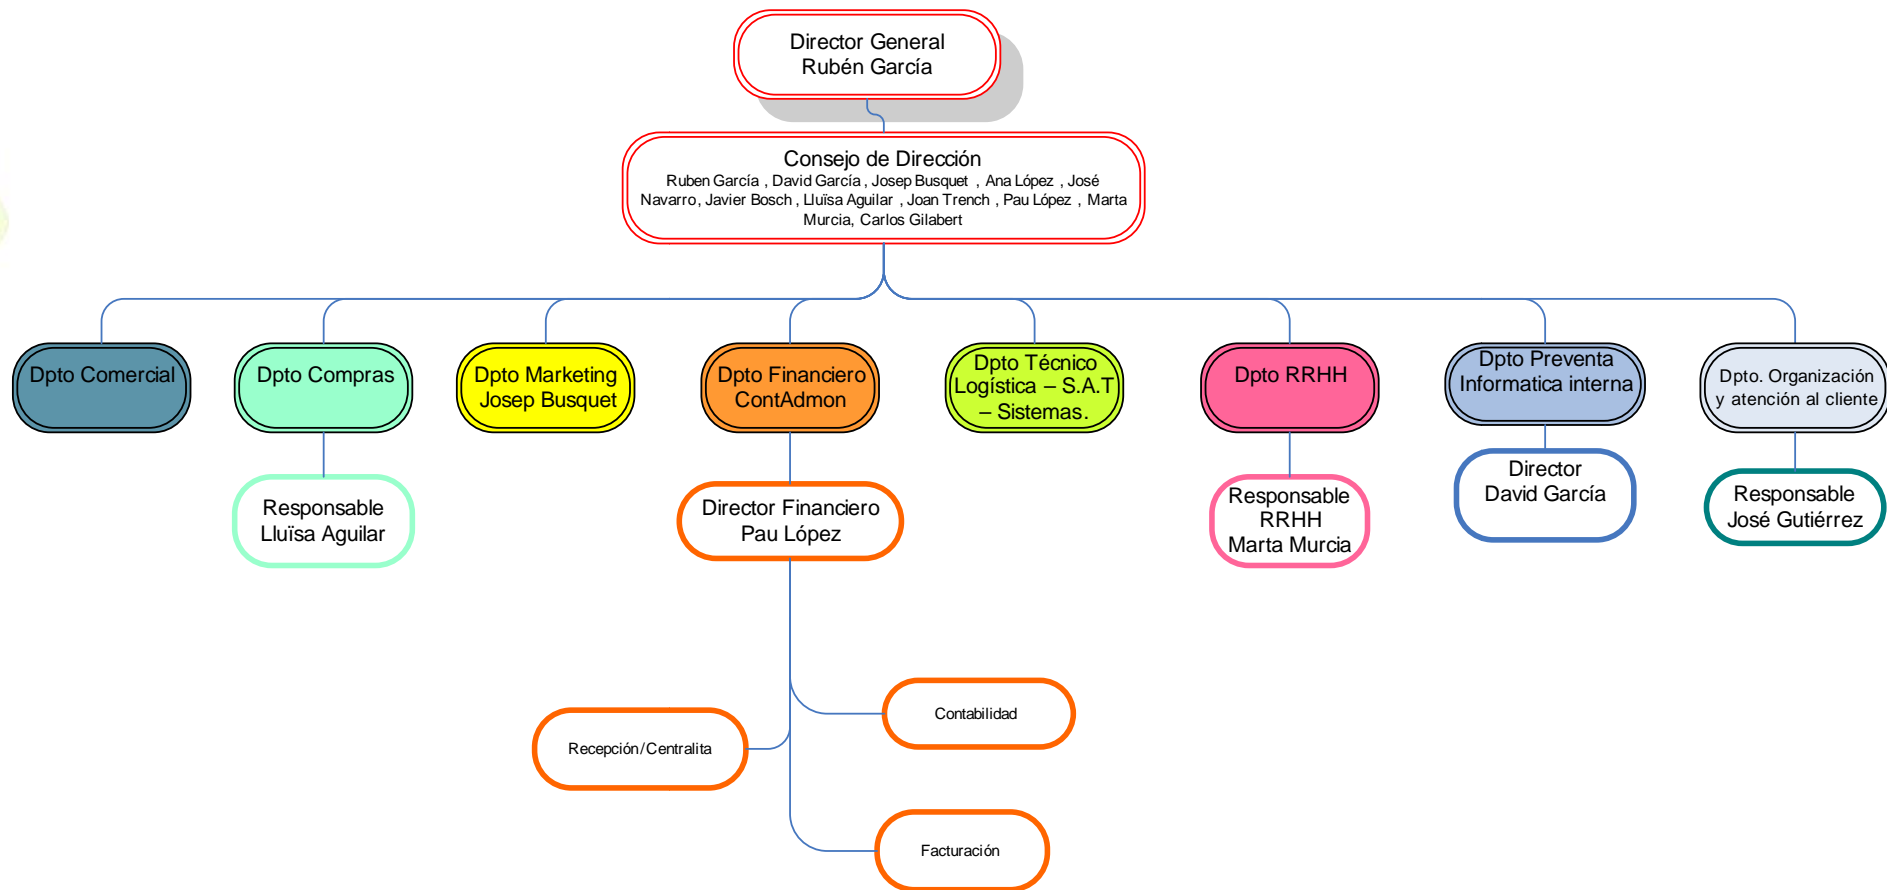 Director General
Rubén García
Consejo de Dirección
Ruben García , David García , Josep Busquet , Ana López , José
Navarro, Javier Bosch , Lluïsa Aguilar , Joan Trench , Pau López , Marta
Murcia, Carlos Gilabert
Dpto Comercial
Dpto Compras
Dpto Marketing
Josep Busquet
Dpto Financiero
ContAdmon
Dpto Técnico
Logística – S.A.T
– Sistemas.
Dpto RRHH
Dpto Preventa
Informatica interna
Dpto. Organización
y atención al cliente
Responsable
Lluïsa Aguilar
Director Financiero
Pau López
Responsable
RRHH
Marta Murcia
Director
David García
Responsable
José Gutiérrez
Contabilidad
Recepción/Centralita
Facturación